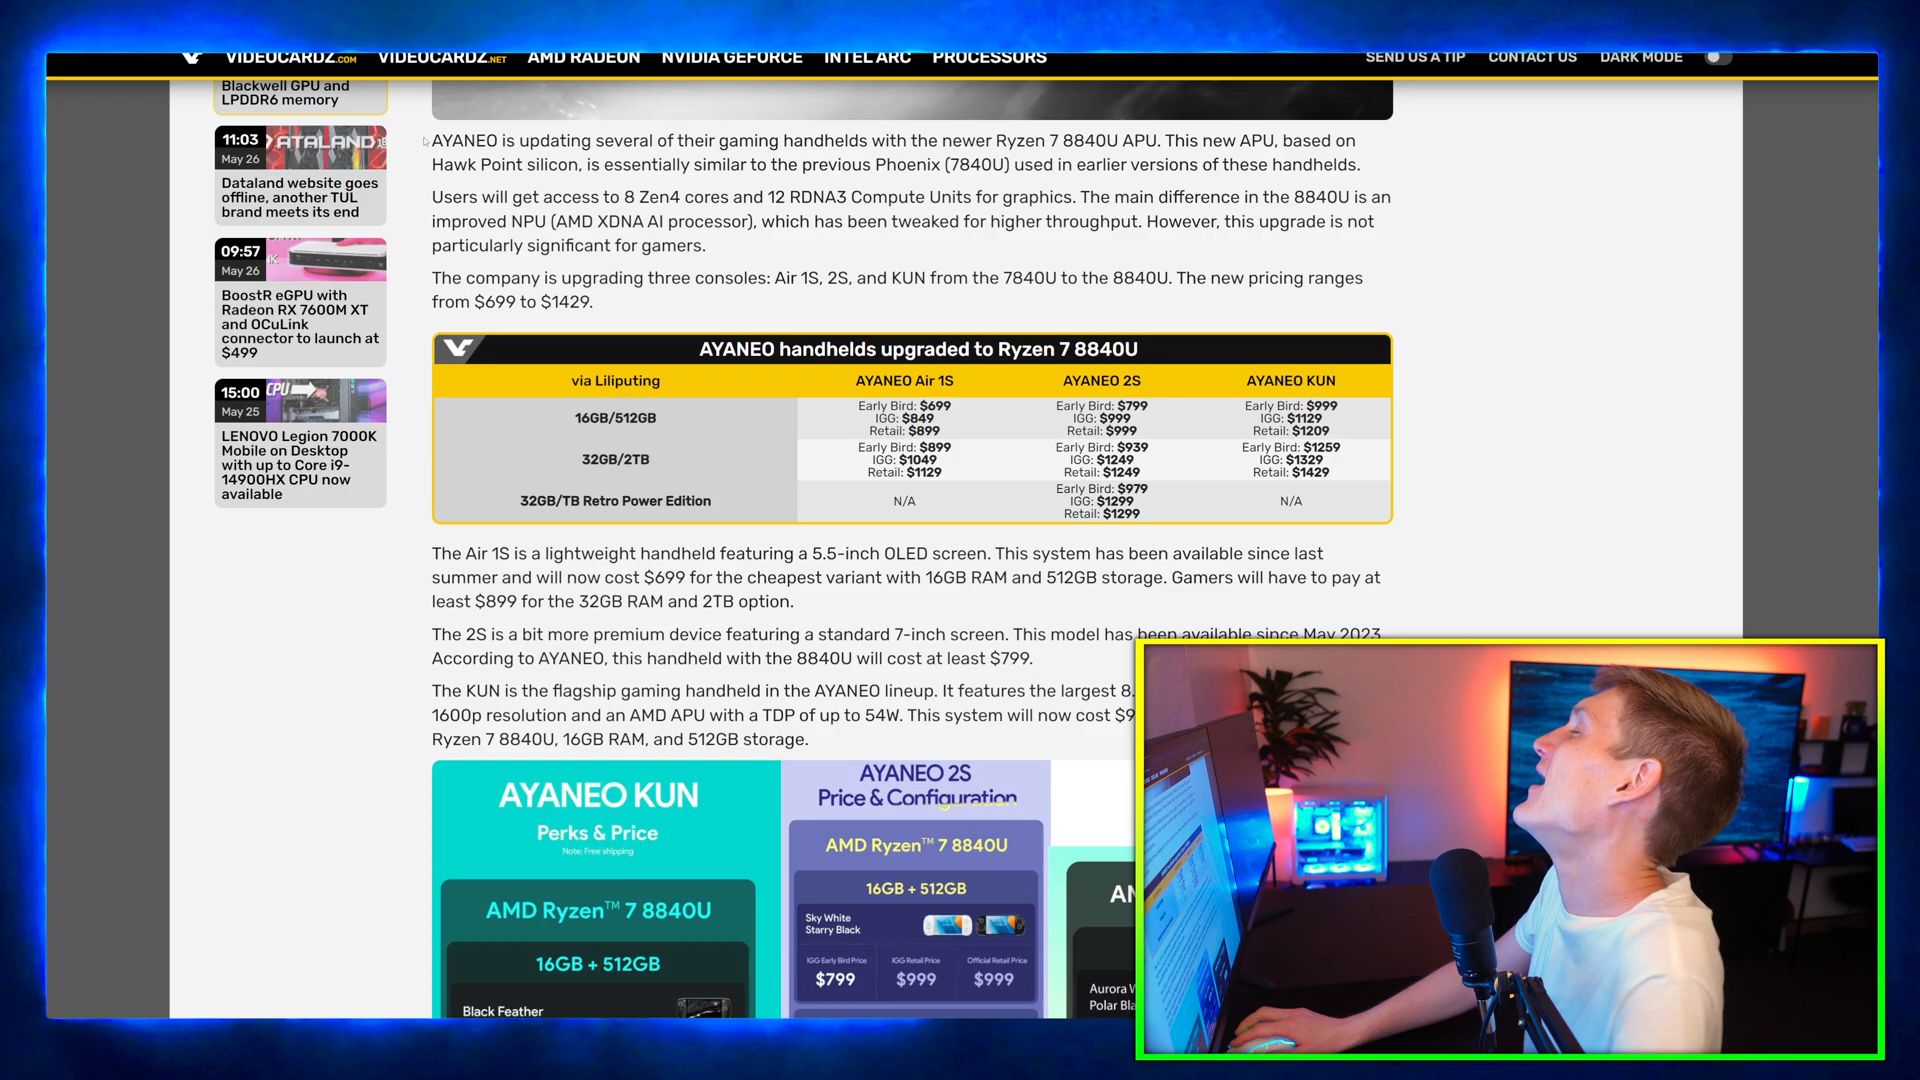 VIDEOCARDZ.COM VIDEOCARDZ.NET AMD RADEON NVIDIA GEFORCE INTEL ARC PROCESSORS SEND US A TIP CONTACT US DARK MODE
Blackwell GPU and
LPDDR6 memory
11:03
May 26
DATALAND
Dataland website goes
offline, another TUL
brand meets its end
09:57
May 26
BoostR eGPU with
Radeon RX 7600M XT
and OCuLink
connector to launch at
$499
15:00
May 25
CPU
LENOVO Legion 7000K
Mobile on Desktop
with up to Core i9-
14900HX CPU now
available
AYANEO is updating several of their gaming handhelds with the newer Ryzen 7 8840U APU. This new APU, based on
Hawk Point silicon, is essentially similar to the previous Phoenix (7840U) used in earlier versions of these handhelds.
Users will get access to 8 Zen4 cores and 12 RDNA3 Compute Units for graphics. The main difference in the 8840U is an
improved NPU (AMD XDNA AI processor), which has been tweaked for higher throughput. However, this upgrade is not
particularly significant for gamers.
The company is upgrading three consoles: Air 1S, 2S, and KUN from the 7840U to the 8840U. The new pricing ranges
from $699 to $1429.
AYANEO handhelds upgraded to Ryzen 7 8840U
via Liliputing AYANEO Air 1S AYANEO 2S AYANEO KUN
16GB/512GB
Early Bird: $699
IGG: $849
Retail: $899
Early Bird: $799
IGG: $999
Retail: $999
Early Bird: $999
IGG: $1129
Retail: $1209
32GB/2TB
Early Bird: $899
IGG: $1049
Retail: $1129
Early Bird: $939
IGG: $1249
Retail: $1249
Early Bird: $1259
IGG: $1329
Retail: $1429
32GB/TB Retro Power Edition
N/A
Early Bird: $979
IGG: $1299
Retail: $1299
N/A
The Air 1S is a lightweight handheld featuring a 5.5-inch OLED screen. This system has been available since last
summer and will now cost $699 for the cheapest variant with 16GB RAM and 512GB storage. Gamers will have to pay at
least $899 for the 32GB RAM and 2TB option.
The 2S is a bit more premium device featuring a standard 7-inch screen. This model has been available since May 2023.
According to AYANEO, this handheld with the 8840U will cost at least $799.
The KUN is the flagship gaming handheld in the AYANEO lineup. It features the largest 8.
1600p resolution and an AMD APU with a TDP of up to 54W. This system will now cost $9
Ryzen 7 8840U, 16GB RAM, and 512GB storage.
AYANEO KUN
Perks & Price
Note: Free shipping
AMD Ryzen™ 7 8840U
16GB + 512GB
Black Feather
AYANEO 2S
Price & Configuration
AMD Ryzen™ 7 8840U
16GB + 512GB
Sky White
Starry Black
IGG Early Bird Price IGG Retail Price Official Retail Price
$799 $999 $999
AM
Aurora W
Polar Bla